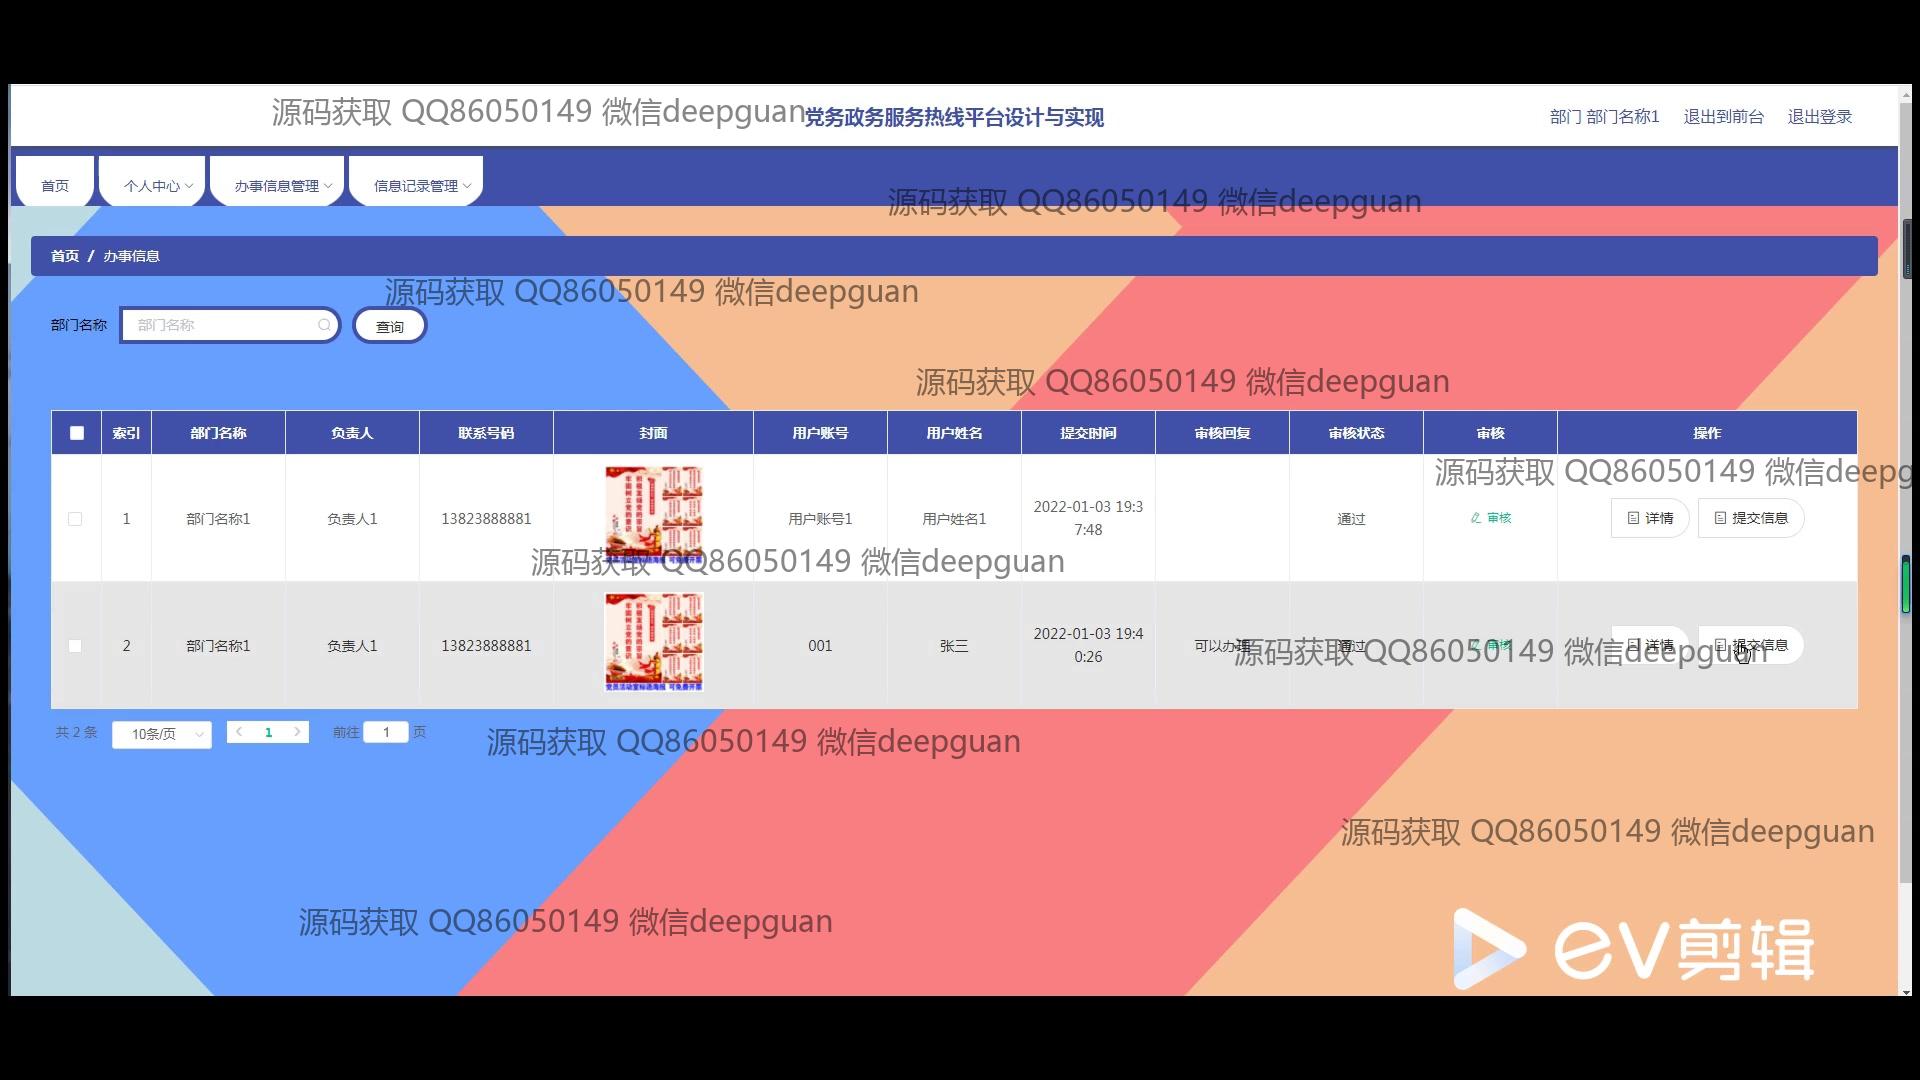 源码获取 QQ86050149 微信deepguan
党务政务服务热线平台设计与实现
部门 部门名称1 退出到前台 退出登录
首页 个人中心 办事信息管理 信息记录管理
源码获取 QQ86050149 微信deepguan
首页 / 办事信息
源码获取 QQ86050149 微信deepguan
部门名称 部门名称 查询
源码获取 QQ86050149 微信deepguan
索引 部门名称 负责人 联系号码 封面 用户账号 用户姓名 提交时间 审核回复 审核状态 审核 操作
源码获取 QQ86050149 微信deepg
1 部门名称1 负责人1 13823888881 用户账号1 用户姓名1 2022-01-03 19:3
7:48 通过 审核 详情 提交信息
源码获取 QQ86050149 微信deepguan
2 部门名称1 负责人1 13823888881 001 张三 2022-01-03 19:4
0:26 可以办理 通过 审核 详情 提交信息
源码获取 QQ86050149 微信deepguan
共 2 条 10条/页 1 前往 1 页
源码获取 QQ86050149 微信deepguan
源码获取 QQ86050149 微信deepguan
源码获取 QQ86050149 微信deepguan
EV剪辑